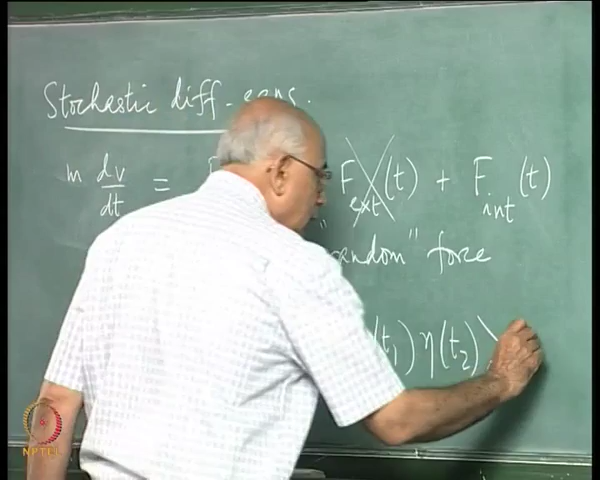 Stochastic diff-eqns.
m dv/dt = F_ext(t) + F_int(t)
"random" force
(t₁) η(t₂)⟩
NPTEL